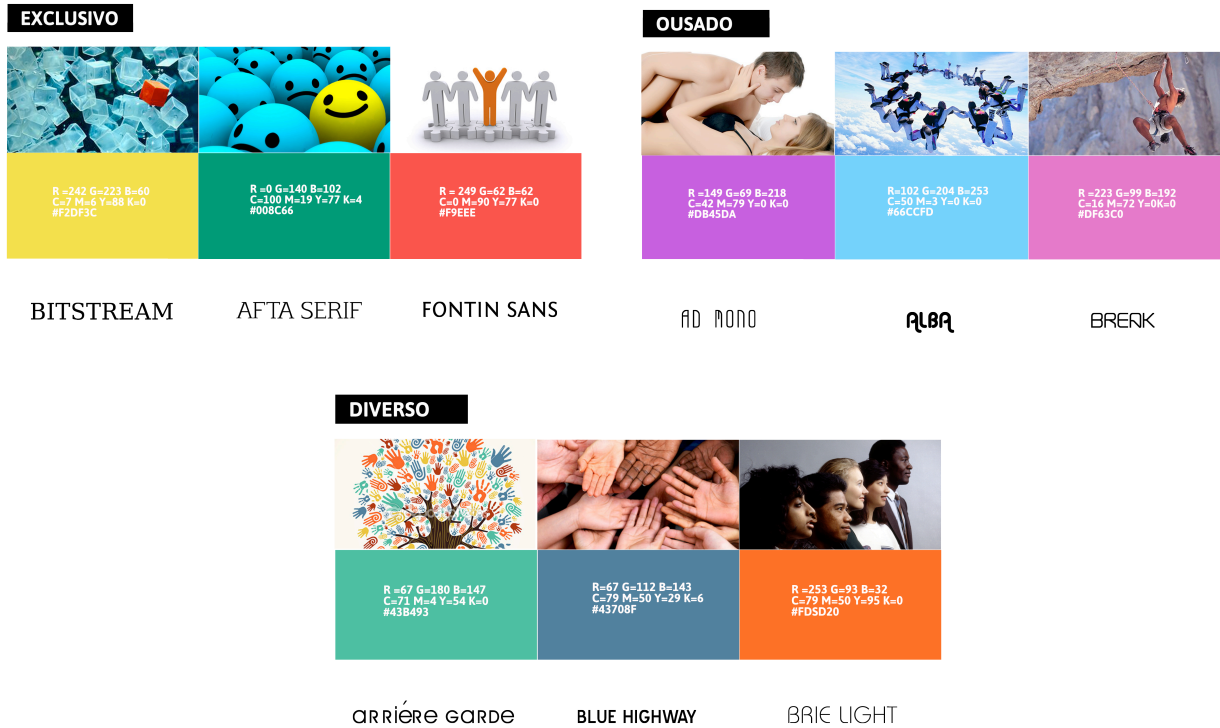 EXCLUSIVO
R =242 G=223 B=60
C=7 M=6 Y=88 K=0
#F2DF3C
R =0 G=140 B=102
C=100 M=19 Y=77 K=4
#008C66
R = 249 G=62 B=62
C=0 M=90 Y=77 K=0
#F9EEE
BITSTREAM
AFTA SERIF
FONTIN SANS
OUSADO
R =149 G=69 B=218
C=42 M=79 Y=0 K=0
#DB45DA
R=102 G=204 B=253
C=50 M=3 Y=0 K=0
#66CCFD
R =223 G=99 B=192
C=16 M=72 Y=0K=0
#DF63C0
AD MONO
ALBA
BREAK
DIVERSO
R =67 G=180 B=147
C=71 M=4 Y=54 K=0
#43B493
R=67 G=112 B=143
C=79 M=50 Y=29 K=6
#43708F
R =253 G=93 B=32
C=79 M=50 Y=95 K=0
#FDSD20
aRRiére GaRDe
BLUE HIGHWAY
BRIE LIGHT